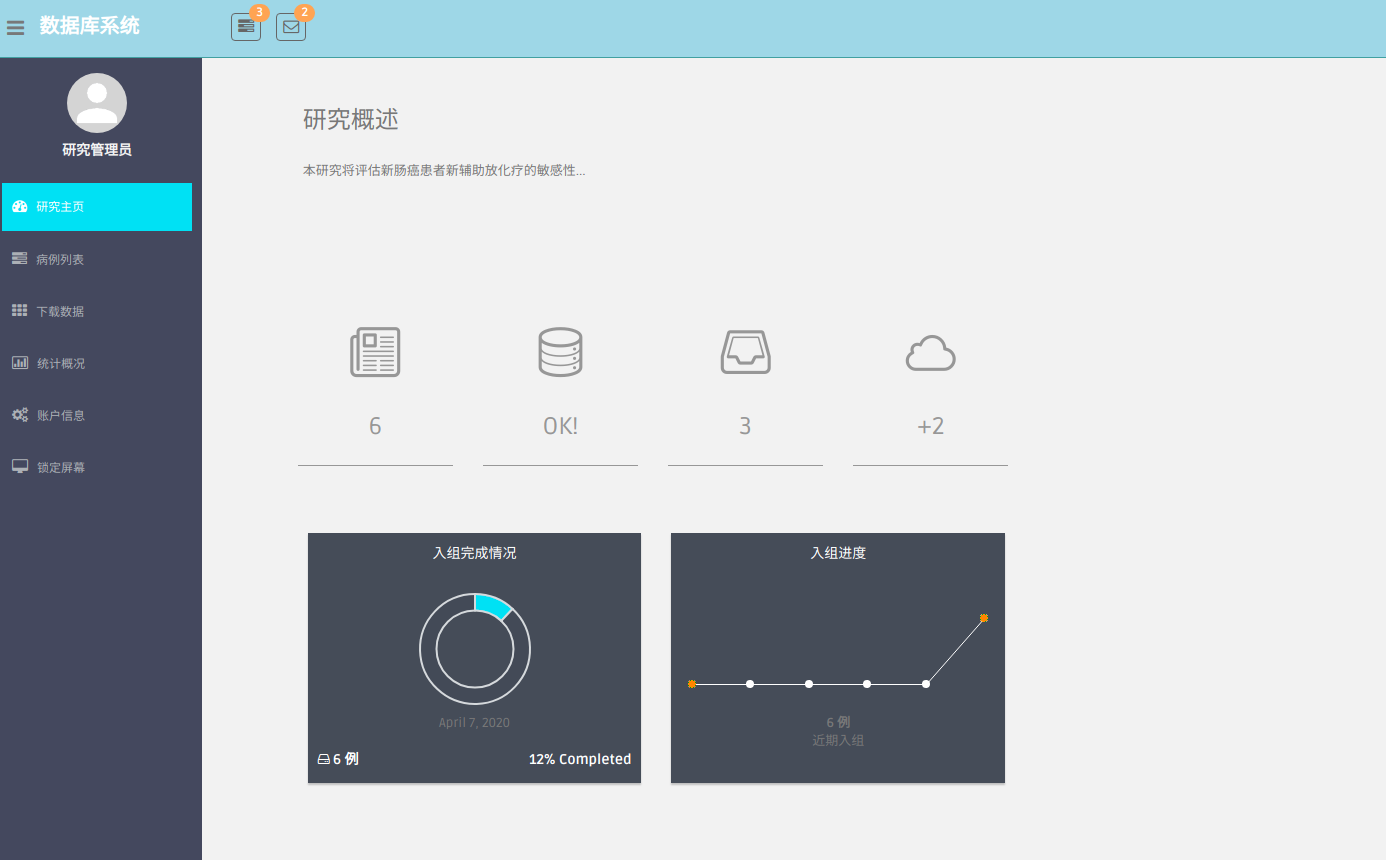 数据库系统
3
2
研究管理员
研究主页
病例列表
下载数据
统计概况
账户信息
锁定屏幕
研究概述
本研究将评估新肠癌患者新辅助放化疗的敏感性...
6
OK!
3
+2
入组完成情况
April 7, 2020
6 例
12% Completed
入组进度
6 例
近期入组